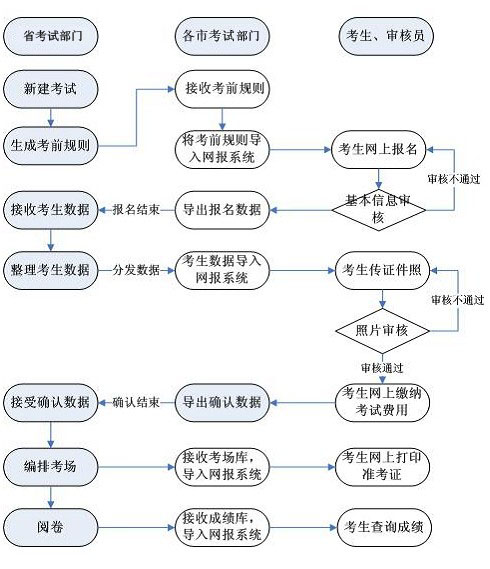 省考试部门
各市考试部门
考生、审核员
新建考试
接收考前规则
生成考前规则
将考前规则导
入网报系统
考生网上报名
审核不通过
基本信息审
核
接收考生数据
报名结束
导出报名数据
整理考生数据
分发数据
考生数据导入
网报系统
考生传证件照
审核不通过
照片审核
审核通过
接受确认数据
确认结束
导出确认数据
考生网上缴纳
考试费用
编排考场
接收考场库,
导入网报系统
考生网上打印
准考证
阅卷
接收成绩库,
导入网报系统
考生查询成绩